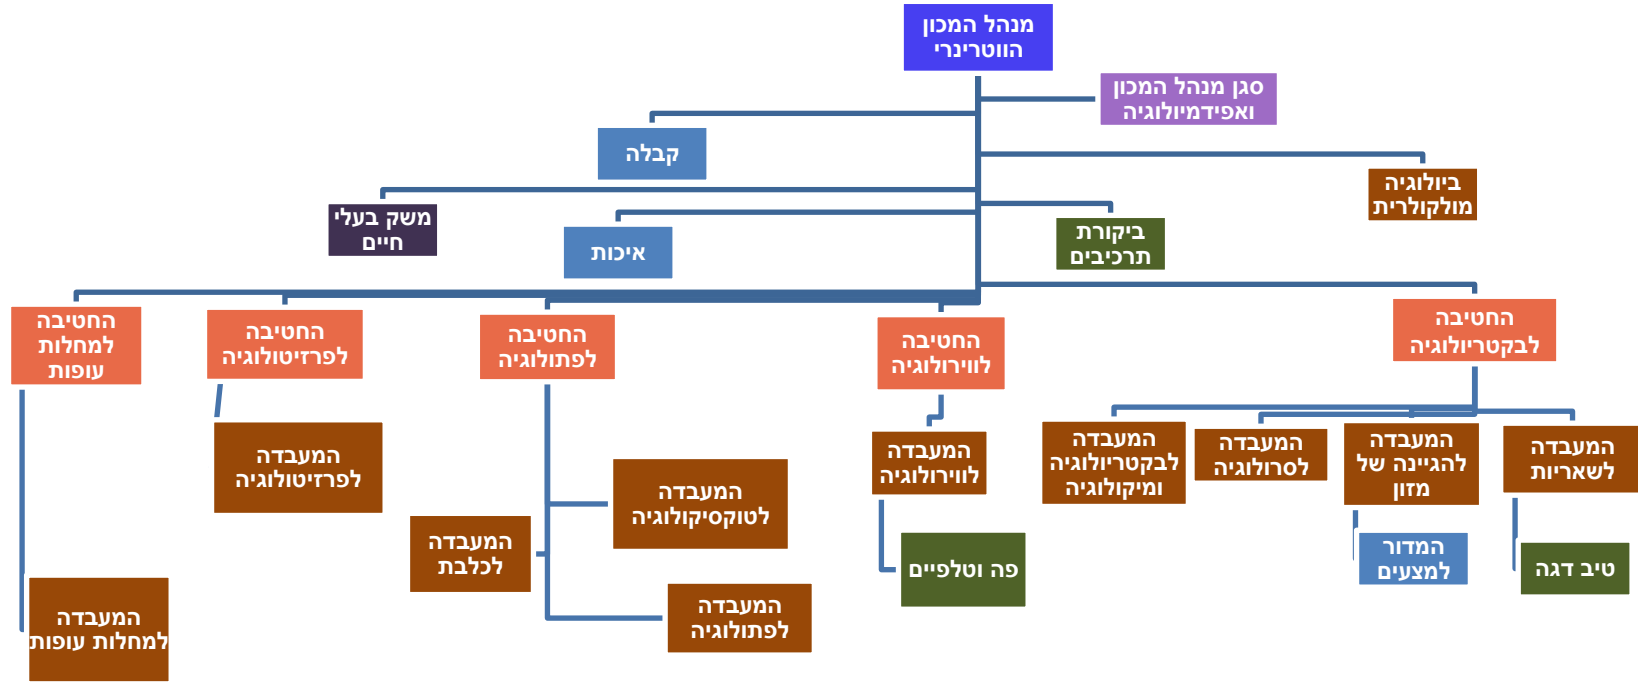 מנהל המכון
הווטרינרי
סגן מנהל המכון
ואפידמיולוגיה
קבלה
ביולוגיה
מולקולרית
משק בעלי
חיים
איכות
ביקורת
תרכיבים
החטיבה
לבקטריולוגיה
החטיבה
לווירולוגיה
החטיבה
לפתולוגיה
החטיבה
לפרזיטולוגיה
החטיבה
למחלות
עופות
המעבדה
לשאריות
המעבדה
להגיינה של
מזון
המעבדה
לסרולוגיה
המעבדה
לבקטריולוגיה
ומיקולוגיה
טיב דגה
המדור
למצעים
המעבדה
לווירולוגיה
פה וטלפיים
המעבדה
לטוקסיקולוגיה
המעבדה
לכלבת
המעבדה
לפתולוגיה
המעבדה
לפרזיטולוגיה
המעבדה
למחלות עופות